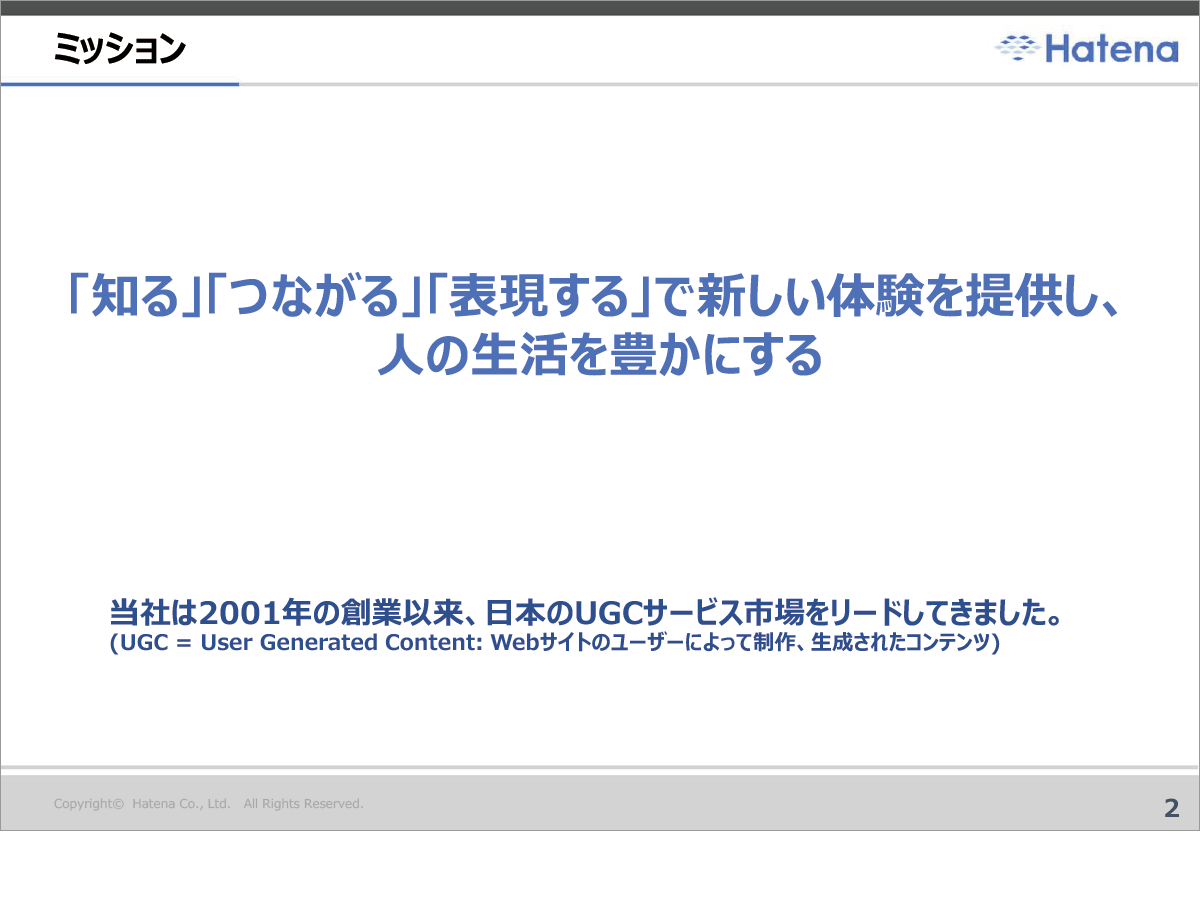 ミッション
Hatena
「知る」「つながる」「表現する」で新しい体験を提供し、
人の生活を豊かにする
当社は2001年の創業以来、日本のUGCサービス市場をリードしてきました。
(UGC = User Generated Content: Webサイトのユーザーによって制作、生成されたコンテンツ)
Copyright© Hatena Co., Ltd. All Rights Reserved.
2